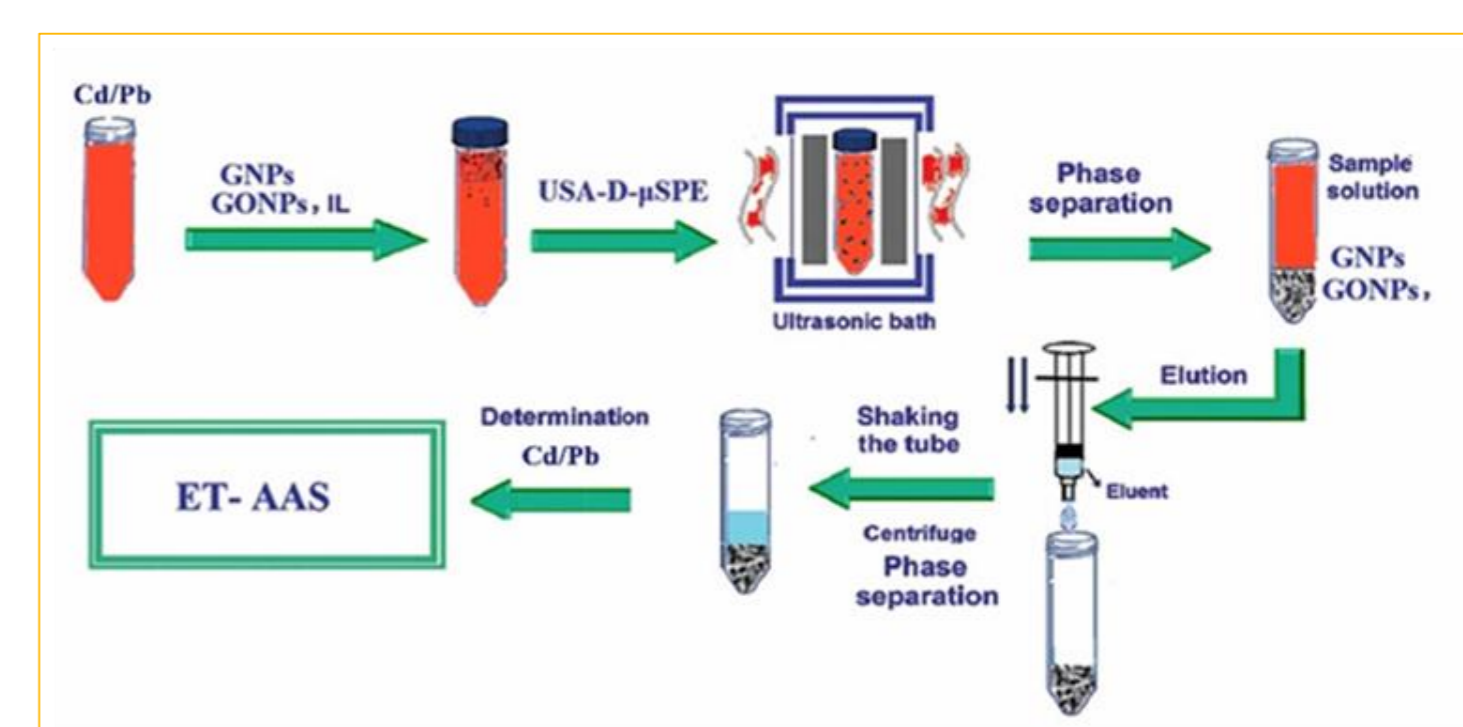 Cd/Pb
GNPs
GONPs, IL
USA-D-μSPE
Ultrasonic bath
Phase
separation
Sample
solution
GNPs
GONPs,
Elution
Eluent
Shaking
the tube
Centrifuge
Phase
separation
Determination
Cd/Pb
ET- AAS